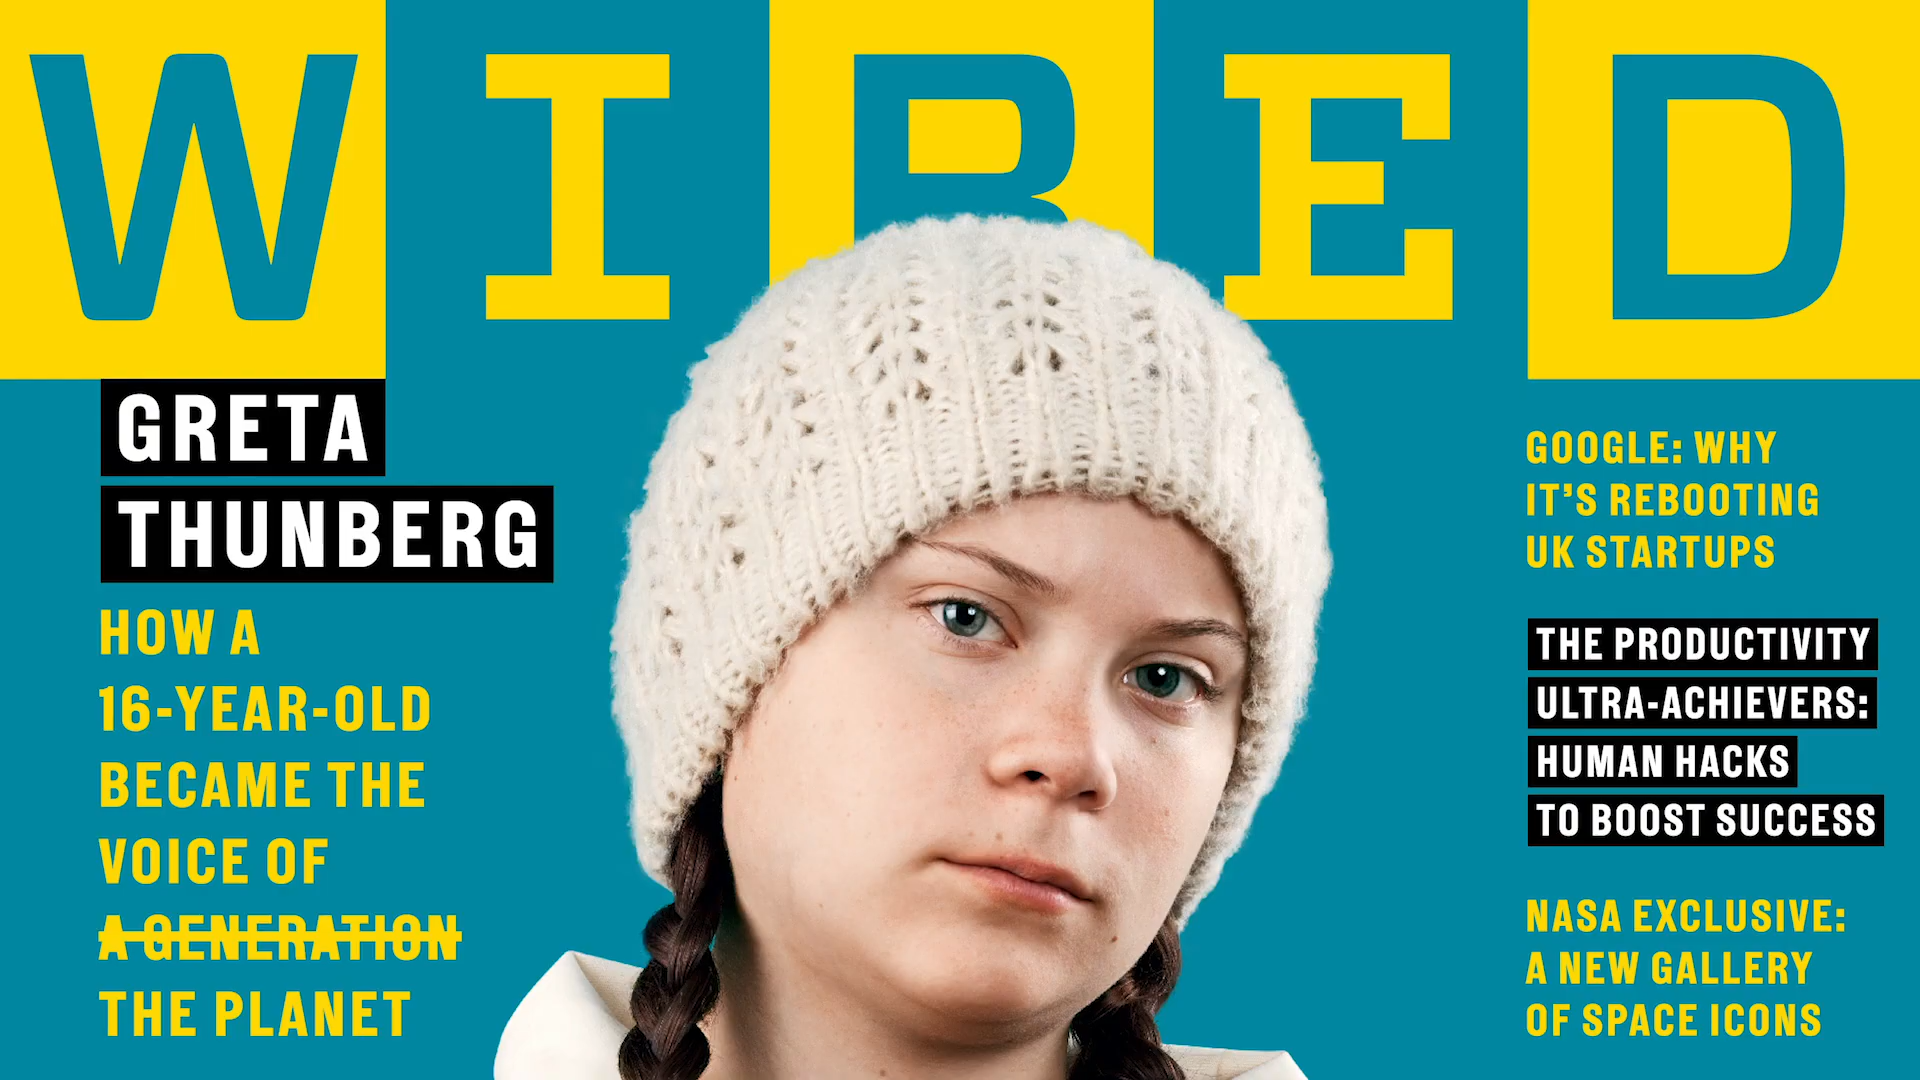 WIRED
GRETA
THUNBERG
HOW A
16-YEAR-OLD
BECAME THE
VOICE OF
A GENERATION
THE PLANET
GOOGLE: WHY
IT'S REBOOTING
UK STARTUPS
THE PRODUCTIVITY
ULTRA-ACHIEVERS:
HUMAN HACKS
TO BOOST SUCCESS
NASA EXCLUSIVE:
A NEW GALLERY
OF SPACE ICONS